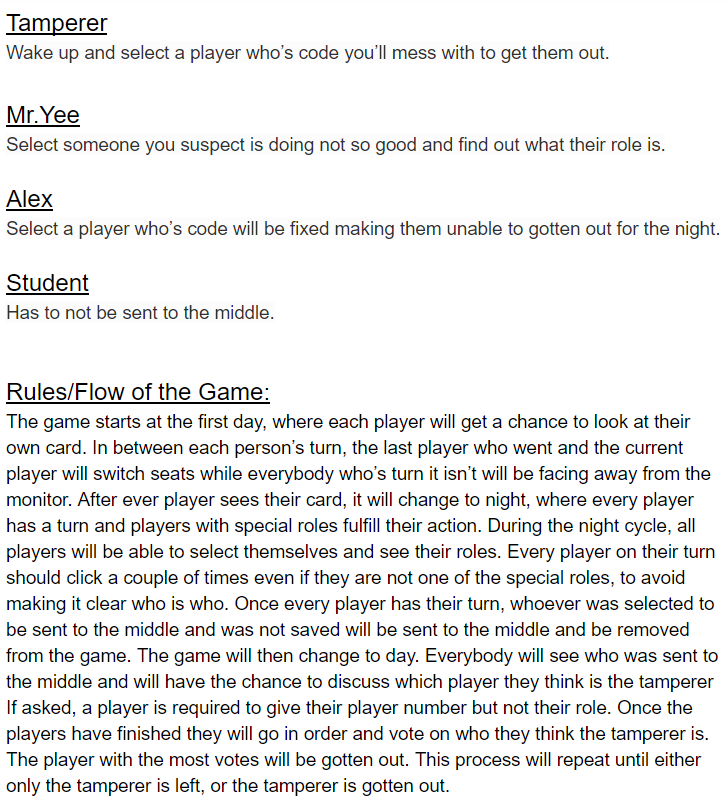 Tamperer
Wake up and select a player who’s code you’ll mess with to get them out.
Mr.Yee
Select someone you suspect is doing not so good and find out what their role is.
Alex
Select a player who’s code will be fixed making them unable to gotten out for the night.
Student
Has to not be sent to the middle.
Rules/Flow of the Game:
The game starts at the first day, where each player will get a chance to look at their
own card. In between each person’s turn, the last player who went and the current
player will switch seats while everybody who’s turn it isn’t will be facing away from the
monitor. After ever player sees their card, it will change to night, where every player
has a turn and players with special roles fulfill their action. During the night cycle, all
players will be able to select themselves and see their roles. Every player on their turn
should click a couple of times even if they are not one of the special roles, to avoid
making it clear who is who. Once every player has their turn, whoever was selected to
be sent to the middle and was not saved will be sent to the middle and be removed
from the game. The game will then change to day. Everybody will see who was sent to
the middle and will have the chance to discuss which player they think is the tamperer
If asked, a player is required to give their player number but not their role. Once the
players have finished they will go in order and vote on who they think the tamperer is.
The player with the most votes will be gotten out. This process will repeat until either
only the tamperer is left, or the tamperer is gotten out.